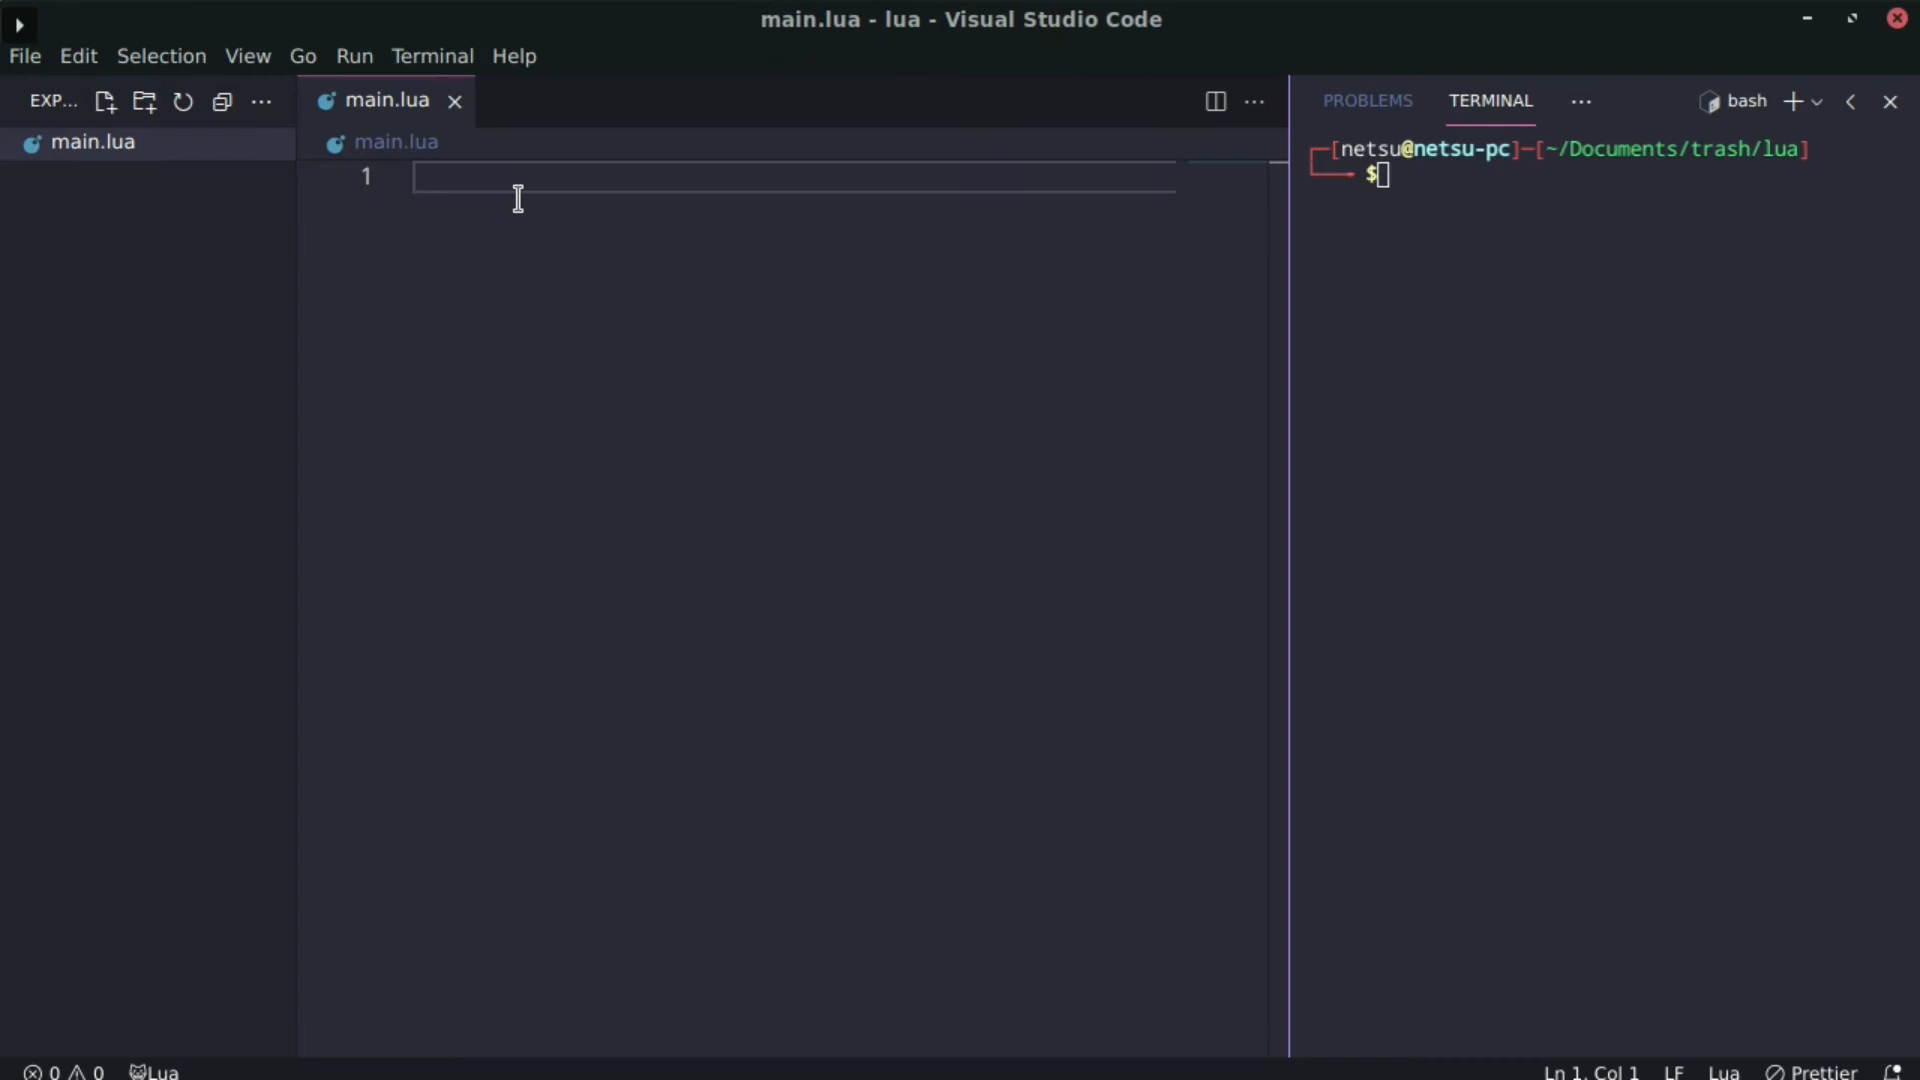 main.lua - lua - Visual Studio Code
File Edit Selection View Go Run Terminal Help
EXP...
main.lua
main.lua
main.lua
1
PROBLEMS TERMINAL
bash
[netsu@netsu-pc]-[~/Documents/trash/lua]
$
0 0 Lua
Ln 1, Col 1 LF Lua Prettier